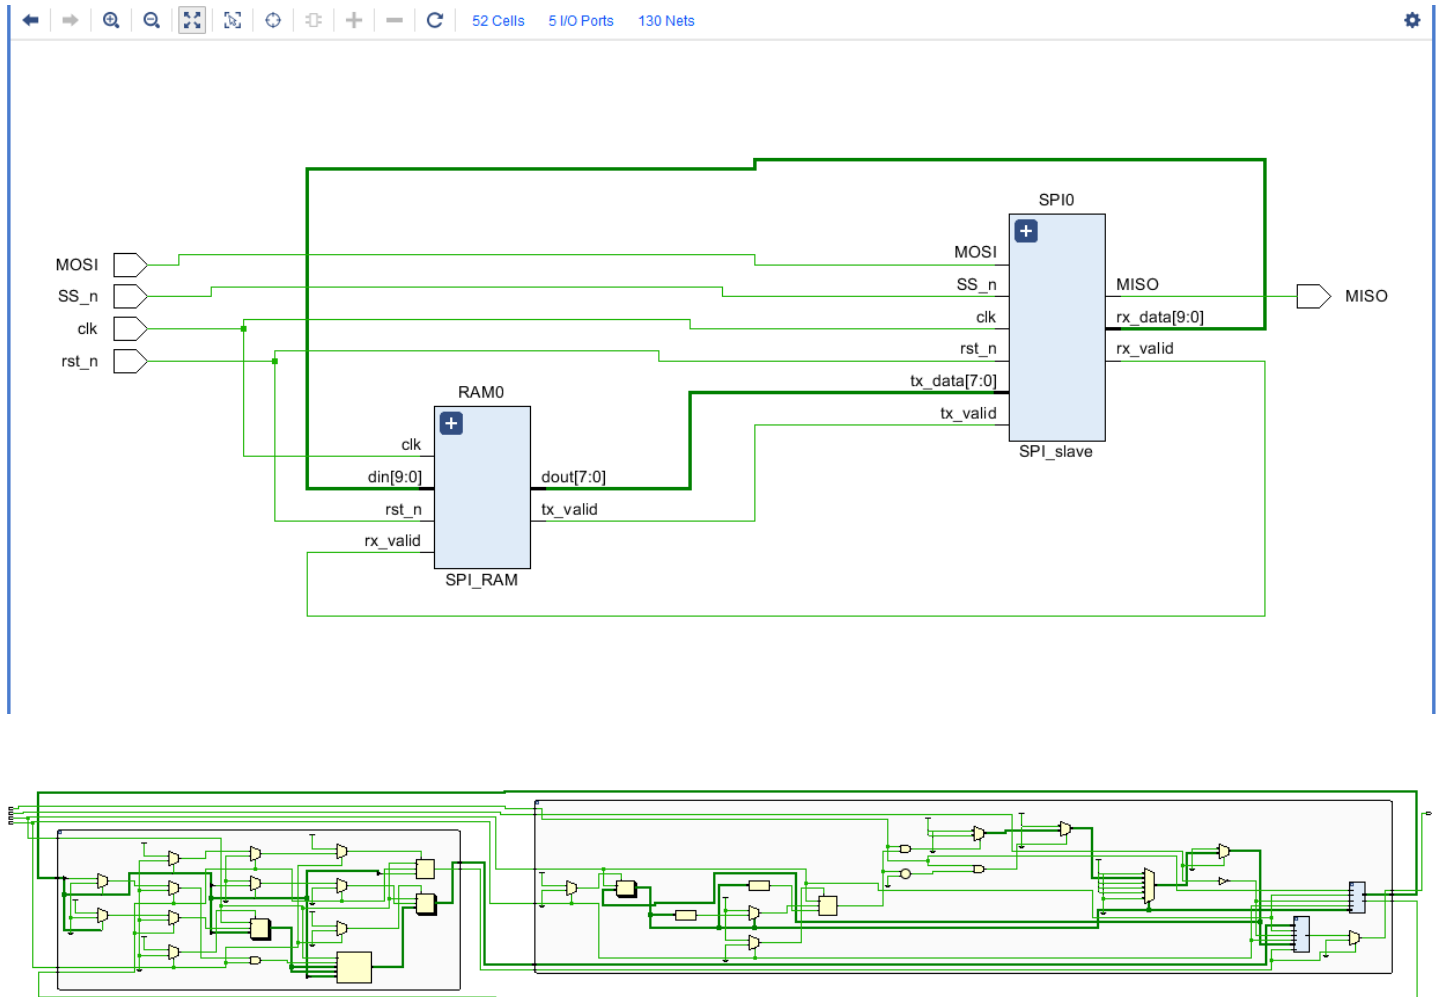 52 Cells 5 I/O Ports 130 Nets
SPI0
MOSI MOSI
SS_n SS_n MISO MISO
clk clk rx_data[9:0]
rst_n rst_n rx_valid
tx_data[7:0]
RAM0
tx_valid
clk
SPI_slave
din[9:0] dout[7:0]
rst_n tx_valid
rx_valid
SPI_RAM